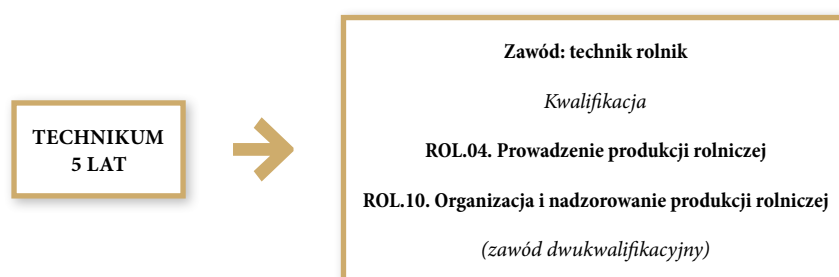 TECHNIKUM
5 LAT
Zawód: technik rolnik
Kwalifikacja
ROL.04. Prowadzenie produkcji rolniczej
ROL.10. Organizacja i nadzorowanie produkcji rolniczej
(zawód dwukwalifikacyjny)